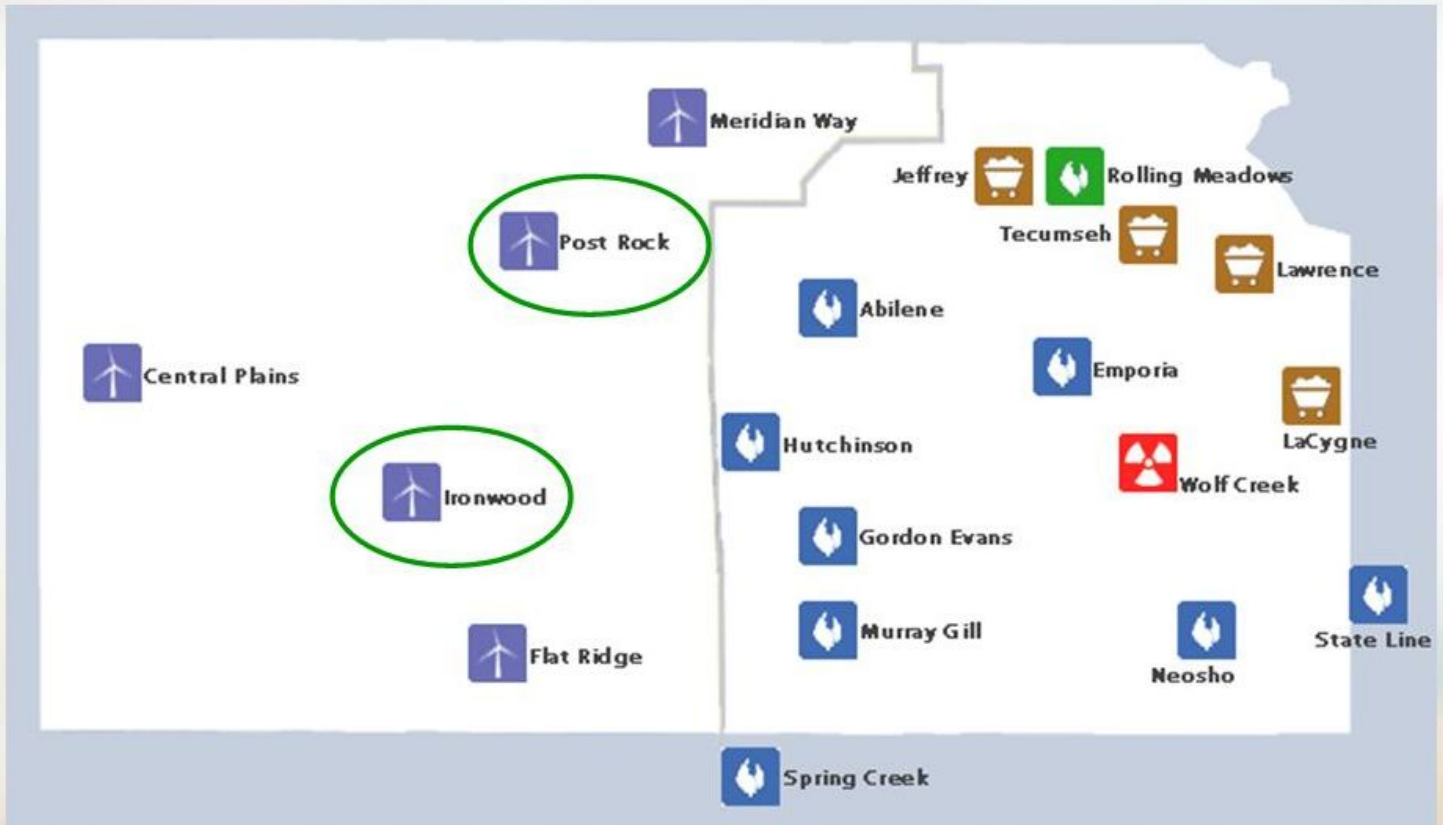 Meridian Way
Jeffrey
Rolling Meadows
Tecumseh
Post Rock
Lawrence
Abilene
Emporia
Central Plains
Hutchinson
LaCygne
Wolf Creek
Ironwood
Gordon Evans
Murray Gill
State Line
Flat Ridge
Neosho
Spring Creek